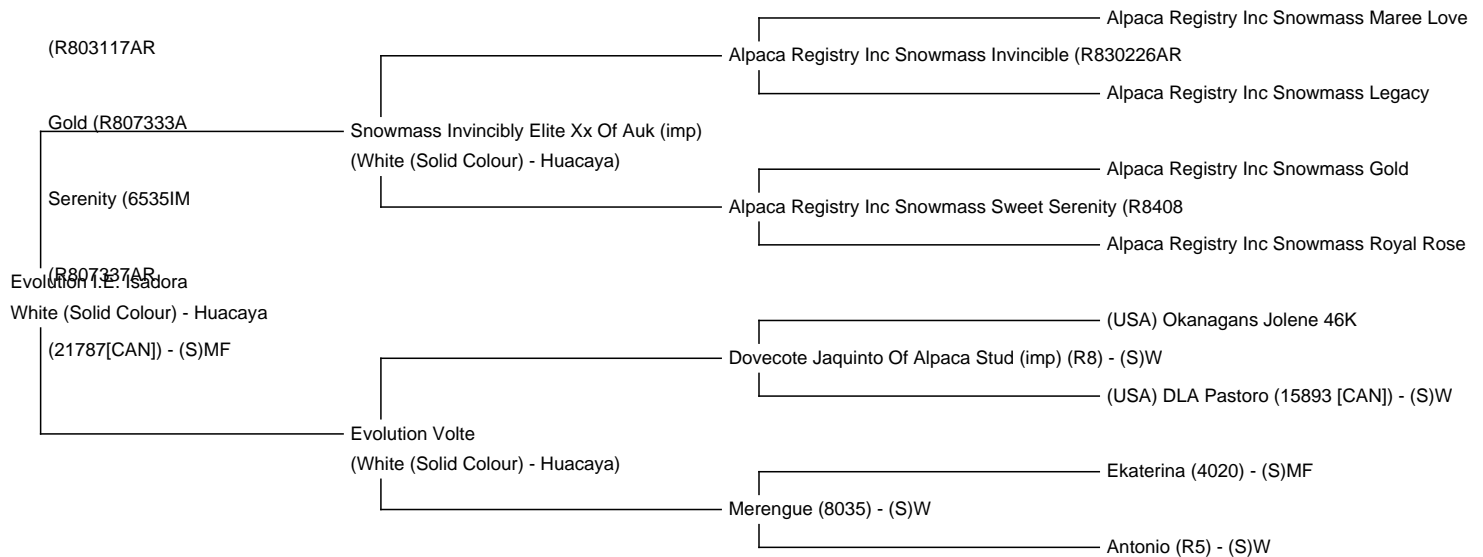 Alpaca Registry Inc Snowmass Maree Love
(R803117AR
Alpaca Registry Inc Snowmass Invincible (R830226AR
Alpaca Registry Inc Snowmass Legacy
Gold (R807333A
Snowmass Invincibly Elite Xx Of Auk (imp)
(White (Solid Colour) - Huacaya)
Alpaca Registry Inc Snowmass Gold
Serenity (6535IM
Alpaca Registry Inc Snowmass Sweet Serenity (R8408
Alpaca Registry Inc Snowmass Royal Rose
(R807337AR
Evolution I.E. Isadora
White (Solid Colour) - Huacaya
(USA) Okanagans Jolene 46K
(21787[CAN]) - (S)MF
Dovecote Jaquinto Of Alpaca Stud (imp) (R8) - (S)W
(USA) DLA Pastoro (15893 [CAN]) - (S)W
Evolution Volte
(White (Solid Colour) - Huacaya)
Ekaterina (4020) - (S)MF
Merengue (8035) - (S)W
Antonio (R5) - (S)W